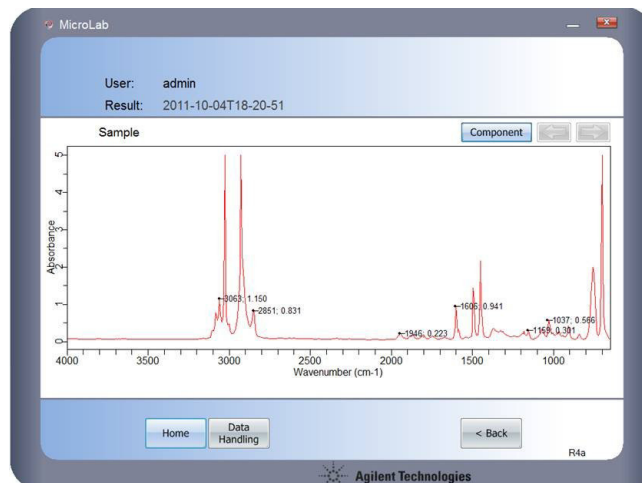 MicroLab
User: admin
Result: 2011-10-04T18-20-51
Sample
Component
Absorbance
5
4
3
2
1
0
3063; 1.150
2851; 0.831
1946; 0.223
1606; 0.941
1159; 0.301
1037; 0.566
4000 3500 3000 2500 2000 1500 1000
Wavenumber (cm-1)
Home
Data
Handling
< Back
R4a
Agilent Technologies